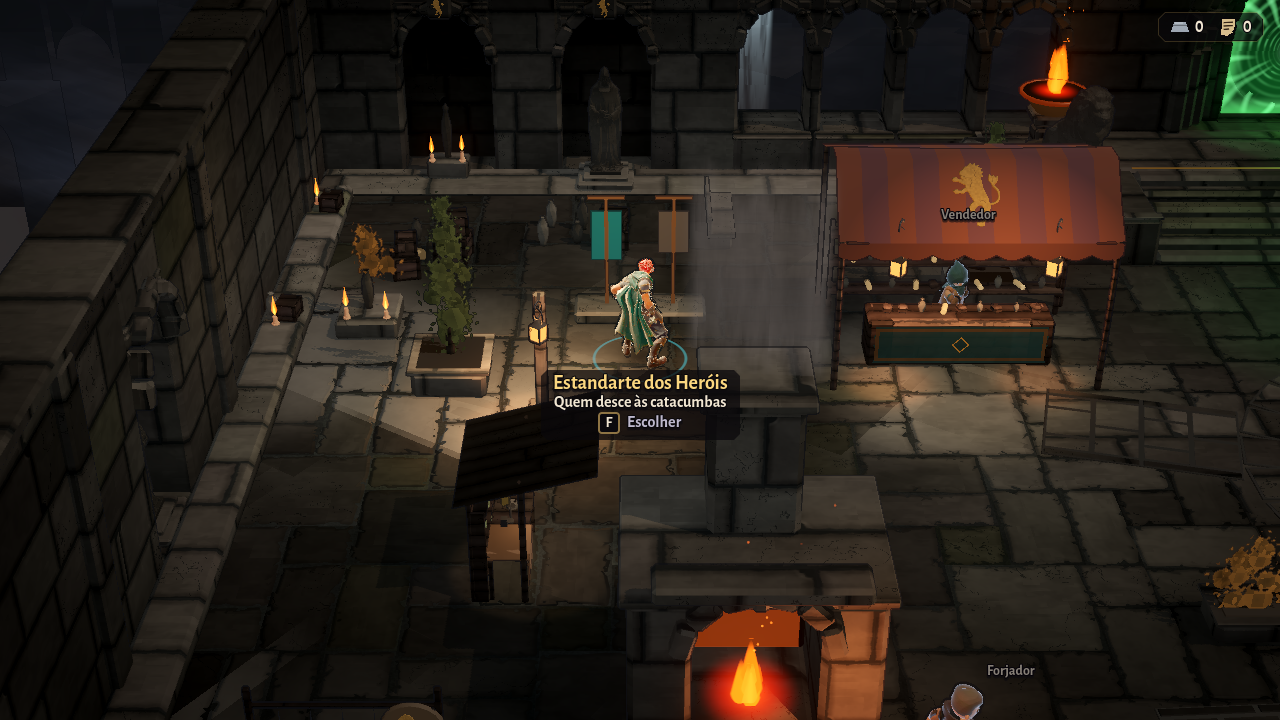 0 0
Vendedor
Estandarte dos Heróis
Quem desce às catacumbas
F Escolher
Forjador